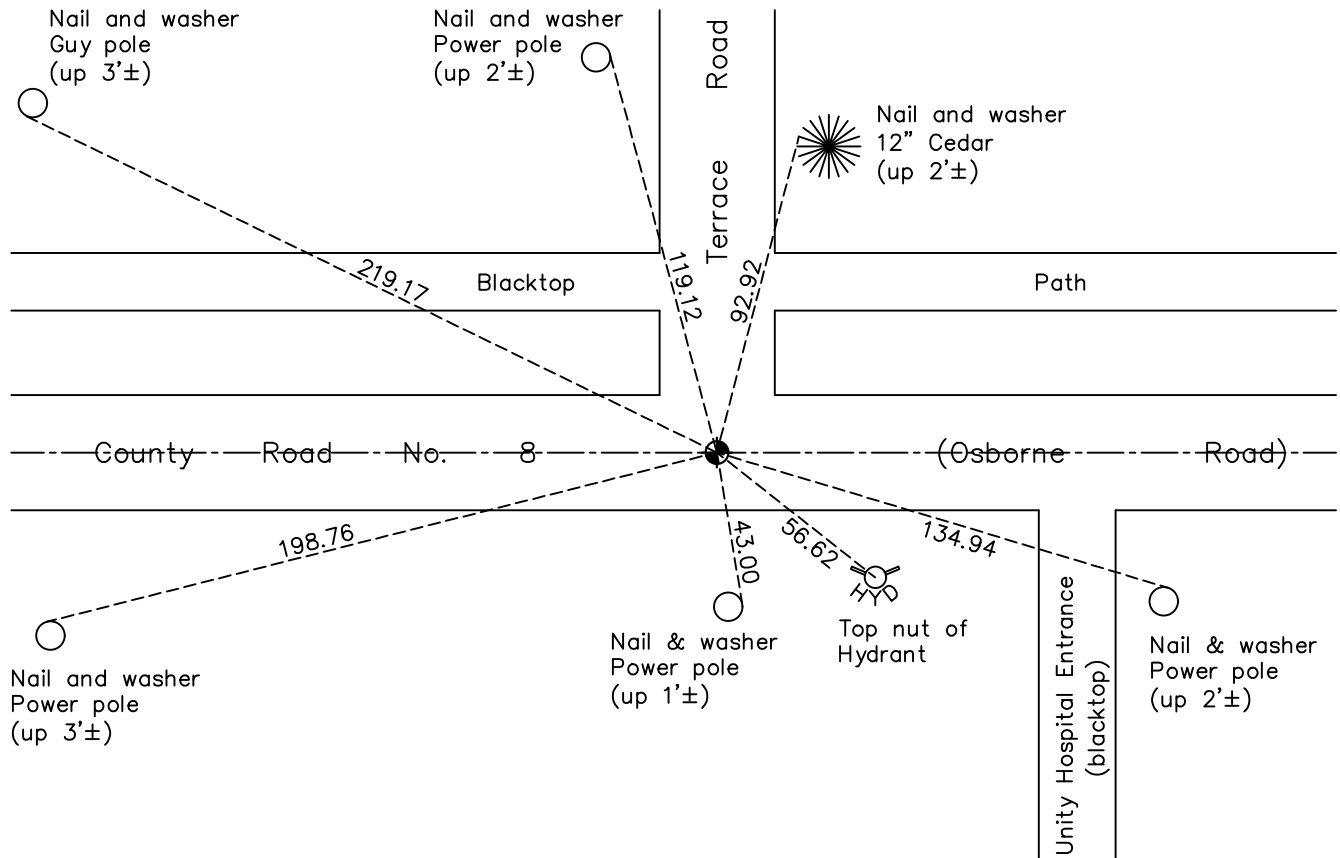 Nail and washer
Guy pole
(up 3'±)
Nail and washer
Power pole
(up 2'±)
Terrace Road
Nail and washer
12" Cedar
(up 2'±)
219.17
119.12
92.92
Blacktop Path
County Road No. 8 (Osborne Road)
198.76
43.00
56.62
134.94
HYD
Nail and washer
Power pole
(up 3'±)
Nail & washer
Power pole
(up 1'±)
Top nut of
Hydrant
Nail & washer
Power pole
(up 2'±)
Unity Hospital Entrance
(blacktop)